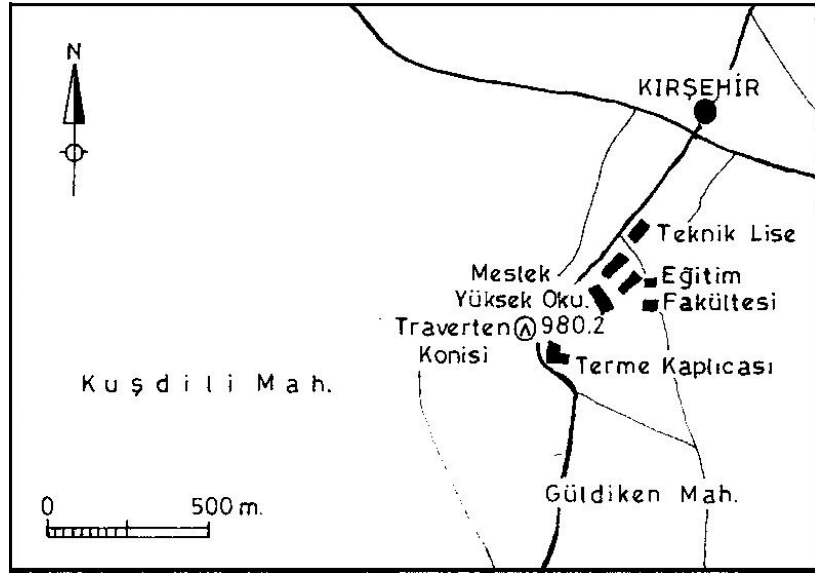 N
KIRŞEHİR
Teknik Lise
Meslek
Yüksek Oku.
Eğitim
Fakültesi
Traverten 980.2
Konisi
Terme Kaplıcası
Kuşdili Mah.
Güldiken Mah.
0 500 m.